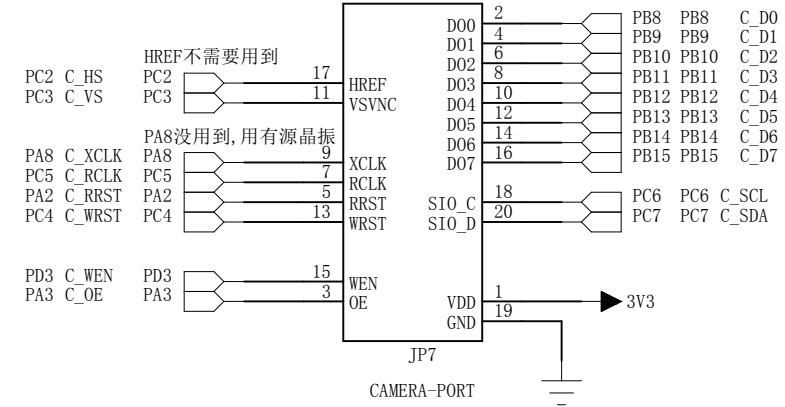 HREF不需要用到
PC2 C_HS PC2 17 HREF
PC3 C_VS PC3 11 VSVNC
PA8没用到,用有源晶振
PA8 C_XCLK PA8 9 XCLK
PC5 C_RCLK PC5 7 RCLK
PA2 C_RRST PA2 5 RRST
PC4 C_WRST PC4 13 WRST
PD3 C_WEN PD3 15 WEN
PA3 C_OE PA3 3 OE
DO0 2 PB8 PB8 C_D0
DO1 4 PB9 PB9 C_D1
DO2 6 PB10 PB10 C_D2
DO3 8 PB11 PB11 C_D3
DO4 10 PB12 PB12 C_D4
DO5 12 PB13 PB13 C_D5
DO6 14 PB14 PB14 C_D6
DO7 16 PB15 PB15 C_D7
SIO_C 18 PC6 PC6 C_SCL
SIO_D 20 PC7 PC7 C_SDA
VDD 1 3V3
GND 19
JP7
CAMERA-PORT